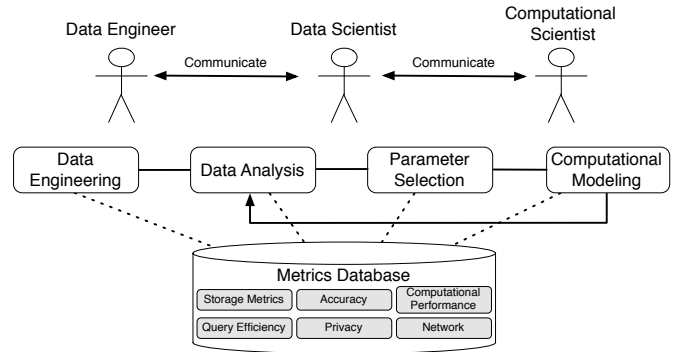 Data Engineer
Data Scientist
Computational
Scientist
Communicate
Communicate
Data
Engineering
Data Analysis
Parameter
Selection
Computational
Modeling
Metrics Database
Storage Metrics
Accuracy
Computational
Performance
Query Efficiency
Privacy
Network